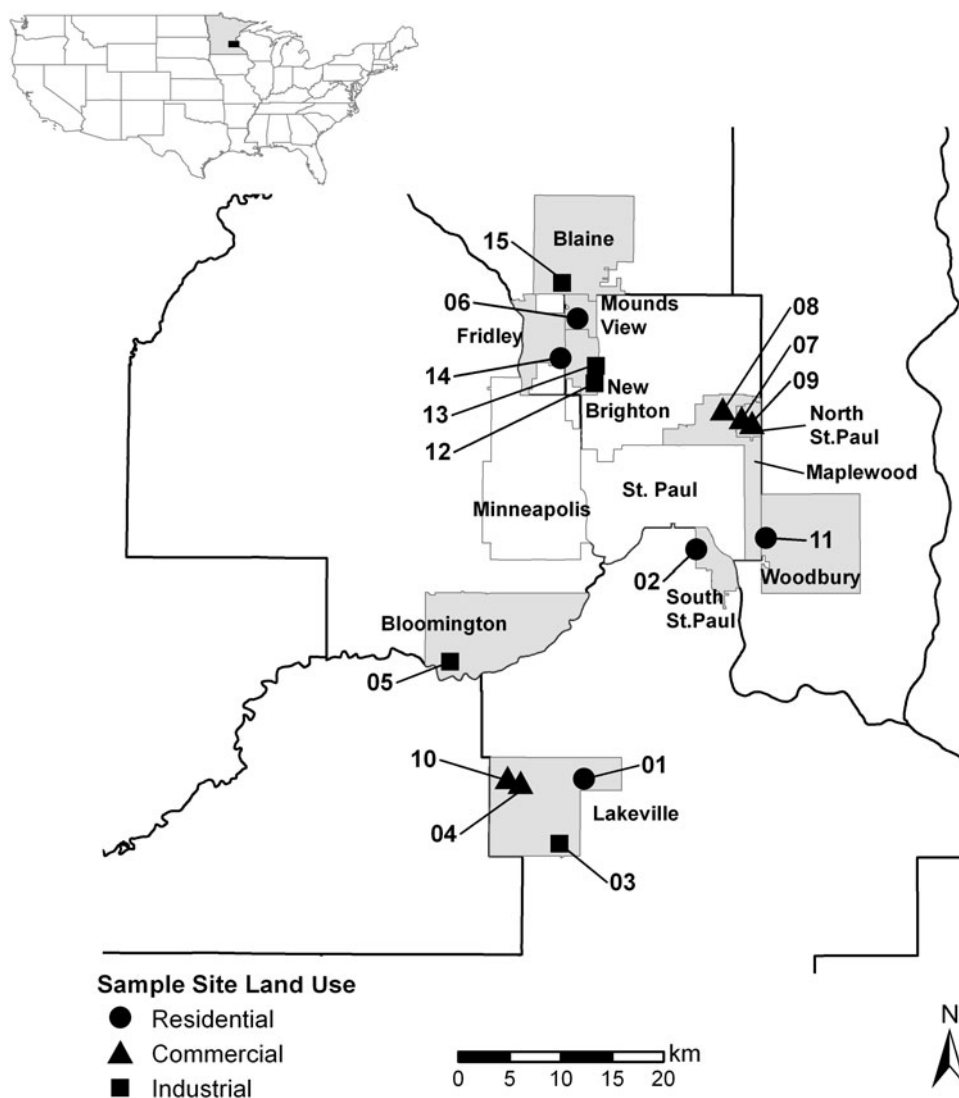 Blaine
15
Mounds
View
06
Fridley
08
07
14
09
New
Brighton
13
12
North
St.Paul
Maplewood
St. Paul
Minneapolis
11
02
Woodbury
South
St.Paul
Bloomington
05
10
01
Lakeville
04
03
Sample Site Land Use
Residential
Commercial
Industrial
km
0 5 10 15 20
N